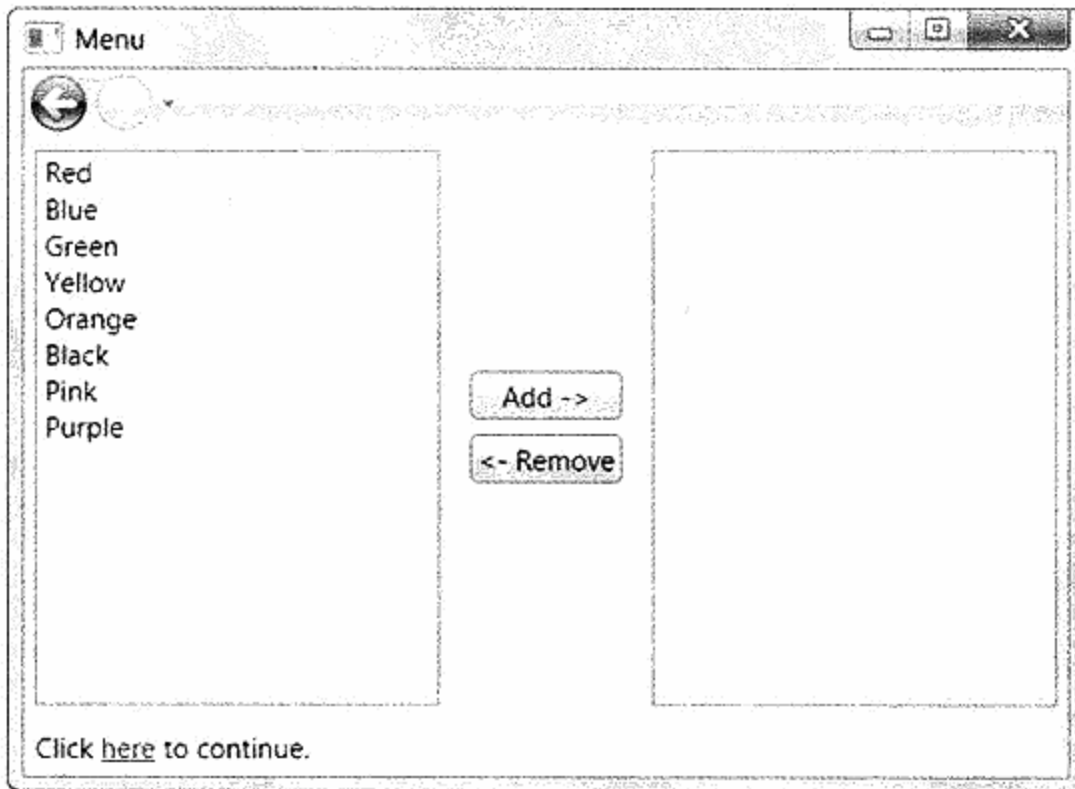 Menu
Red
Blue
Green
Yellow
Orange
Black
Pink
Purple
Add ->
<- Remove
Click here to continue.